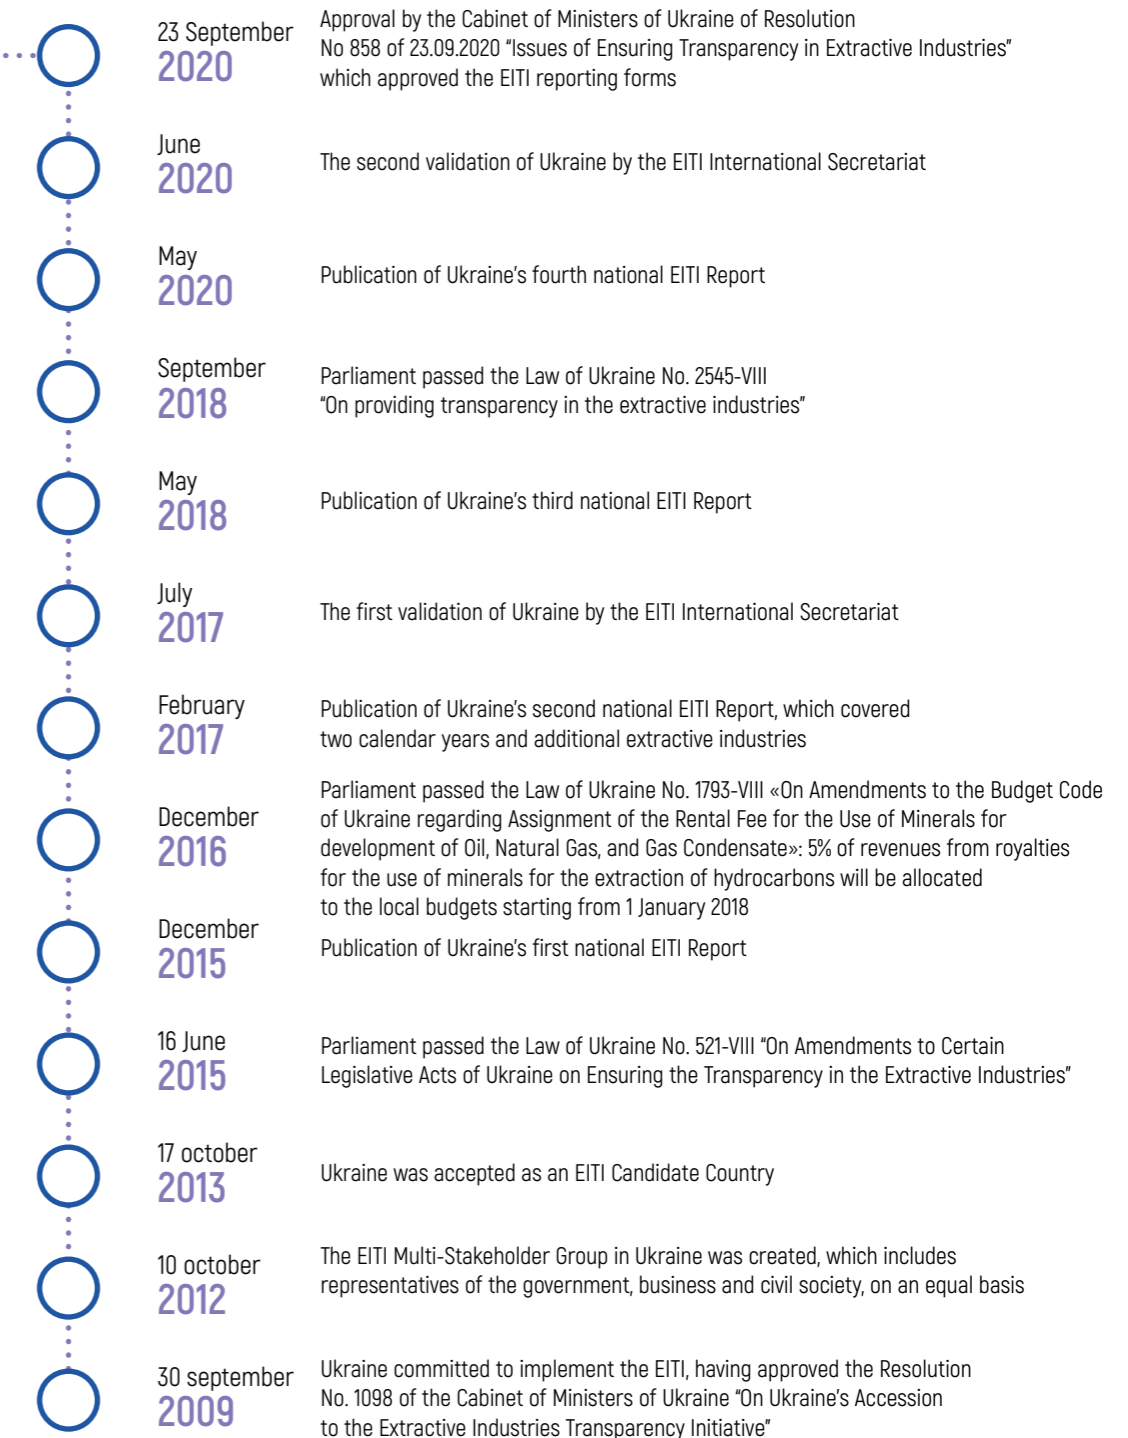 23 September
2020
Approval by the Cabinet of Ministers of Ukraine of Resolution
No 858 of 23.09.2020 “Issues of Ensuring Transparency in Extractive Industries”
which approved the EITI reporting forms
June
2020
The second validation of Ukraine by the EITI International Secretariat
May
2020
Publication of Ukraine’s fourth national EITI Report
September
2018
Parliament passed the Law of Ukraine No. 2545-VIII
“On providing transparency in the extractive industries”
May
2018
Publication of Ukraine’s third national EITI Report
July
2017
The first validation of Ukraine by the EITI International Secretariat
February
2017
Publication of Ukraine’s second national EITI Report, which covered
two calendar years and additional extractive industries
December
2016
Parliament passed the Law of Ukraine No. 1793-VIII «On Amendments to the Budget Code
of Ukraine regarding Assignment of the Rental Fee for the Use of Minerals for
development of Oil, Natural Gas, and Gas Condensate»: 5% of revenues from royalties
for the use of minerals for the extraction of hydrocarbons will be allocated
to the local budgets starting from 1 January 2018
December
2015
Publication of Ukraine’s first national EITI Report
16 June
2015
Parliament passed the Law of Ukraine No. 521-VIII “On Amendments to Certain
Legislative Acts of Ukraine on Ensuring the Transparency in the Extractive Industries”
17 october
2013
Ukraine was accepted as an EITI Candidate Country
10 october
2012
The EITI Multi-Stakeholder Group in Ukraine was created, which includes
representatives of the government, business and civil society, on an equal basis
30 september
2009
Ukraine committed to implement the EITI, having approved the Resolution
No. 1098 of the Cabinet of Ministers of Ukraine “On Ukraine’s Accession
to the Extractive Industries Transparency Initiative”